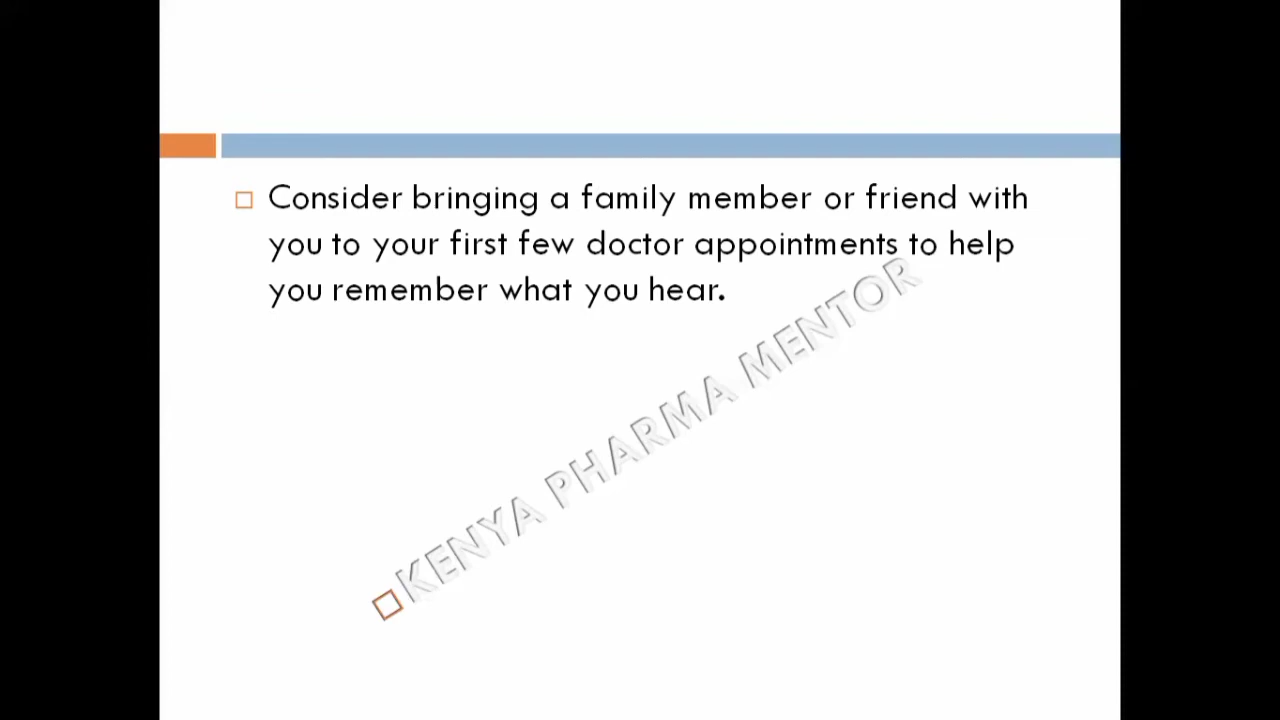 Consider bringing a family member or friend with
you to your first few doctor appointments to help
you remember what you hear.
KENYA PHARMA MENTOR